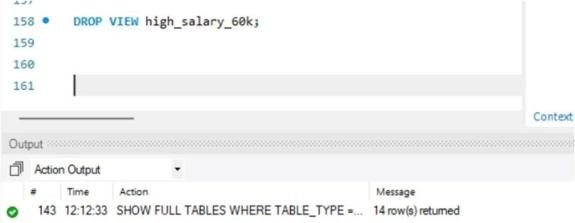 158 DROP VIEW high_salary_60k;
159
160
161
Context
Output
Action Output
# Time Action Message
143 12:12:33 SHOW FULL TABLES WHERE TABLE_TYPE =... 14 row(s) returned